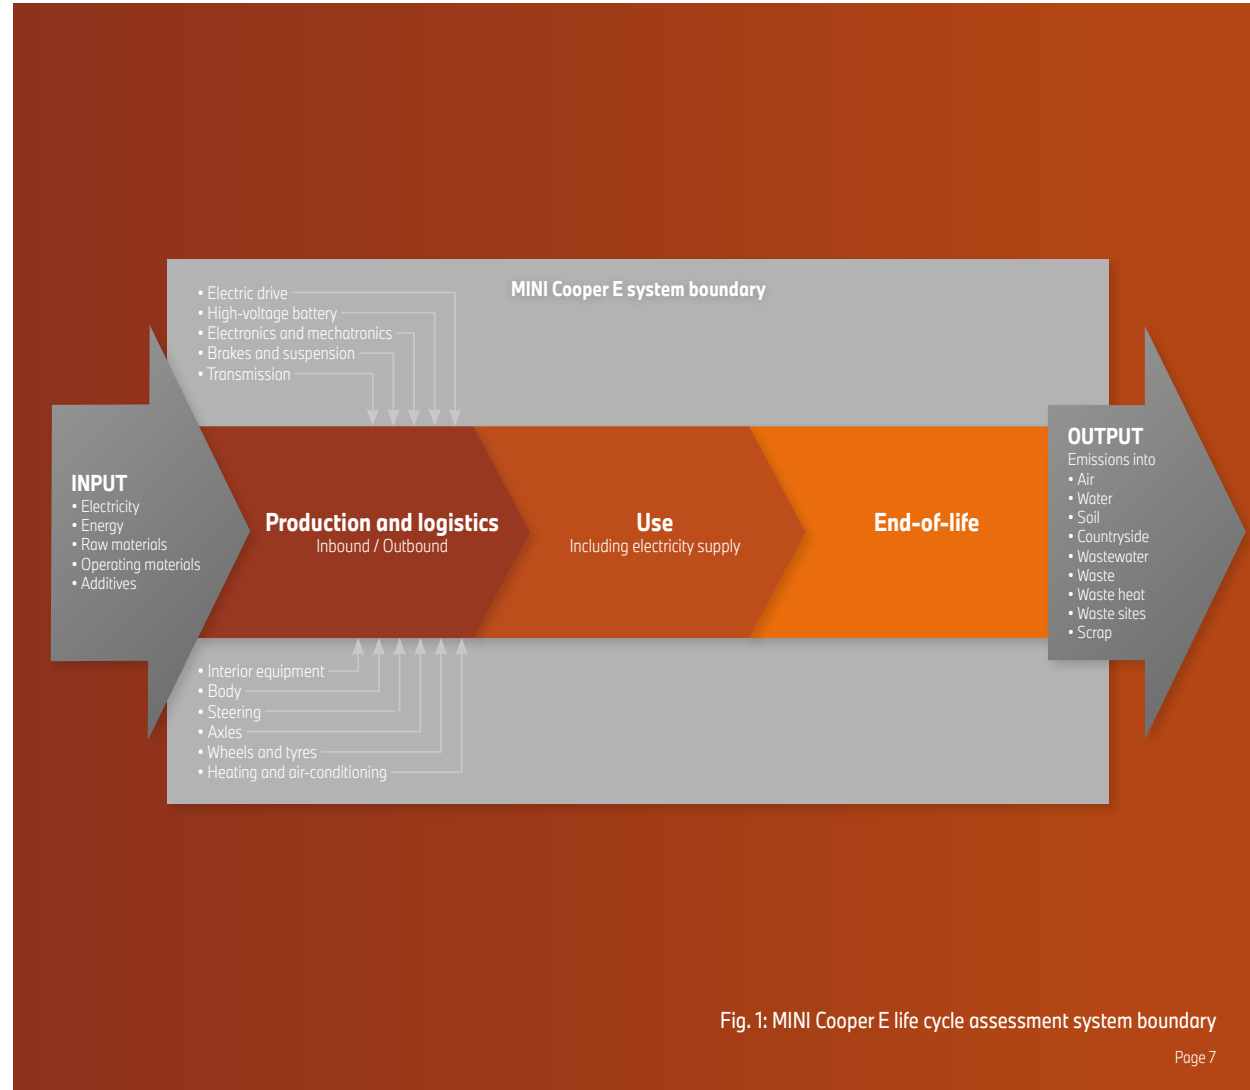 MINI Cooper E system boundary
• Electric drive
• High-voltage battery
• Electronics and mechatronics
• Brakes and suspension
• Transmission
INPUT
• Electricity
• Energy
• Raw materials
• Operating materials
• Additives
Production and logistics
Inbound / Outbound
Use
Including electricity supply
End-of-life
OUTPUT
Emissions into
• Air
• Water
• Soil
• Countryside
• Wastewater
• Waste
• Waste heat
• Waste sites
• Scrap
• Interior equipment
• Body
• Steering
• Axles
• Wheels and tyres
• Heating and air-conditioning
Fig. 1: MINI Cooper E life cycle assessment system boundary
Page 7